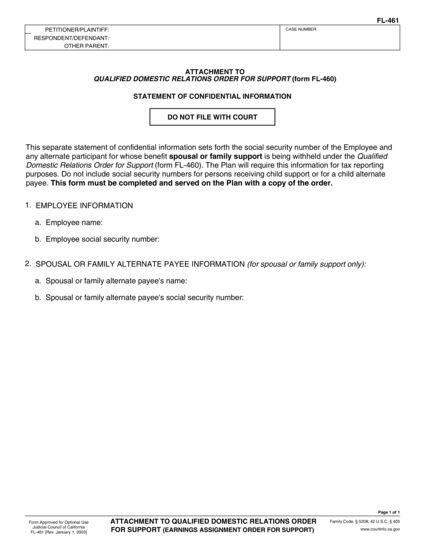 FL-461
PETITIONER/PLAINTIFF:
RESPONDENT/DEFENDANT:
OTHER PARENT:
CASE NUMBER
ATTACHMENT TO
QUALIFIED DOMESTIC RELATIONS ORDER FOR SUPPORT (form FL-460)
STATEMENT OF CONFIDENTIAL INFORMATION
DO NOT FILE WITH COURT
This separate statement of confidential information sets forth the social security number of the Employee and
any alternate participant for whose benefit spousal or family support is being withheld under the Qualified
Domestic Relations Order for Support (form FL-460). The Plan will require this information for tax reporting
purposes. Do not include social security numbers for persons receiving child support or for a child alternate
payee. This form must be completed and served on the Plan with a copy of the order.
1. EMPLOYEE INFORMATION
a. Employee name:
b. Employee social security number:
2. SPOUSAL OR FAMILY ALTERNATE PAYEE INFORMATION (for spousal or family support only):
a. Spousal or family alternate payee's name:
b. Spousal or family alternate payee's social security number:
Page 1 of 1
Form Approved for Optional Use
Judicial Council of California
FL-461 [Rev. January 1, 2003]
ATTACHMENT TO QUALIFIED DOMESTIC RELATIONS ORDER
FOR SUPPORT (EARNINGS ASSIGNMENT ORDER FOR SUPPORT)
Family Code, § 5208; 42 U.S.C. § 405
www.courtinfo.ca.gov